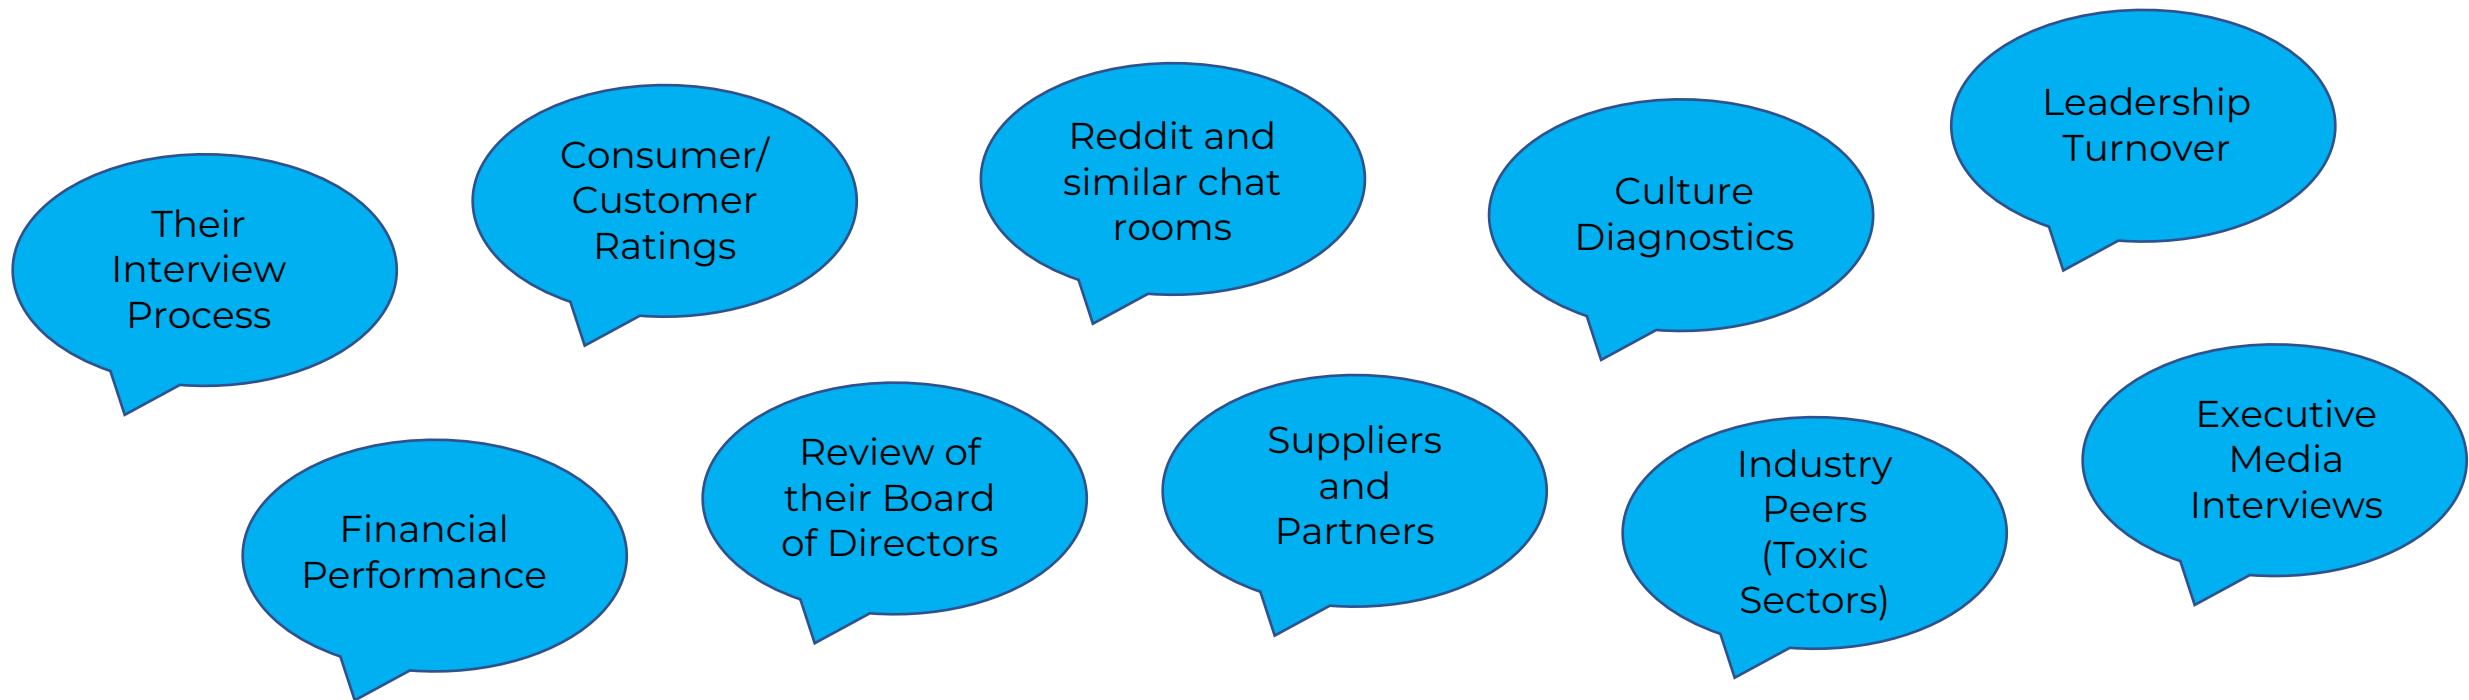 Their
Interview
Process
Consumer/
Customer
Ratings
Reddit and
similar chat
rooms
Culture
Diagnostics
Leadership
Turnover
Financial
Performance
Review of
their Board
of Directors
Suppliers
and
Partners
Industry
Peers
(Toxic
Sectors)
Executive
Media
Interviews